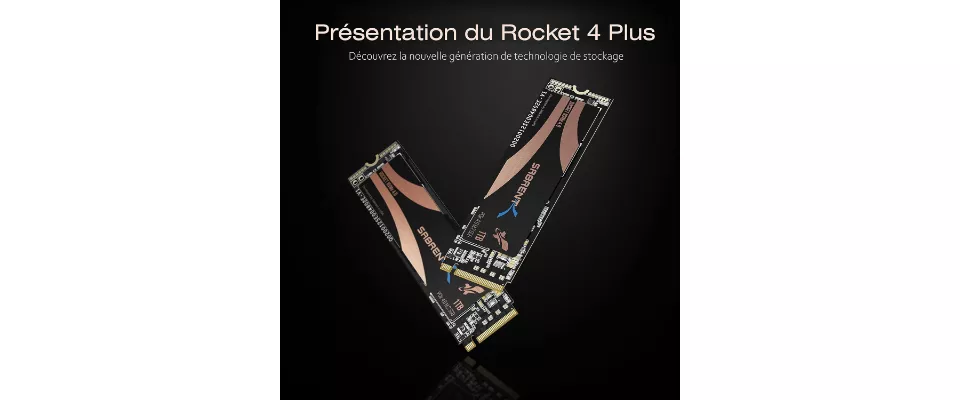 Présentation du Rocket 4 Plus
Découvrez la nouvelle génération de technologie de stockage
SABRENT
1TB
SABRENT
1TB